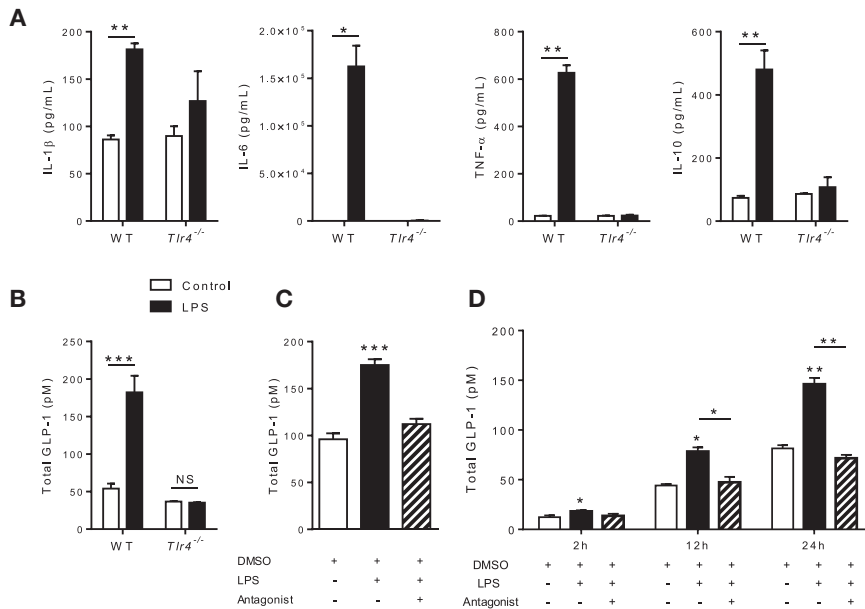 A
** * ** **
IL-1β (pg/mL)
200
150
100
50
0
WT Tlr4-/-
IL-6 (pg/mL)
2.0×10^5
1.5×10^5
1.0×10^5
5.0×10^4
0
WT Tlr4-/-
TNF-α (pg/mL)
800
600
400
200
0
WT Tlr4-/-
IL-10 (pg/mL)
600
400
200
0
WT Tlr4-/-
Control
LPS
B
Total GLP-1 (pM)
250
200
150
100
50
0
***
NS
WT Tlr4-/-
C
Total GLP-1 (pM)
200
150
100
50
0
***
DMSO + + +
LPS - + +
Antagonist - - +
D
Total GLP-1 (pM)
200
150
100
50
0
* * * ** **
2h 12h 24h
DMSO + + + + + + + + +
LPS - + + - + + - + +
Antagonist - - + - - + - - +